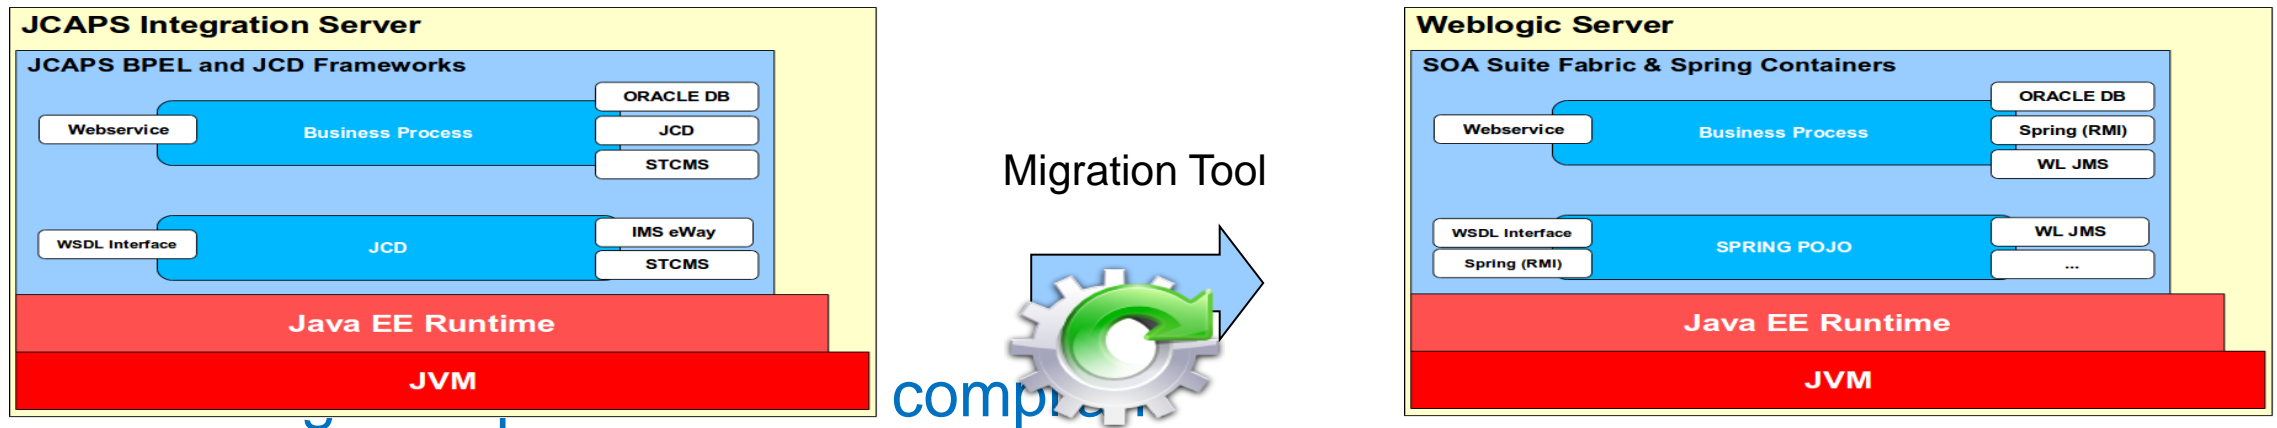 JCAPS Integration Server
JCAPS BPEL and JCD Frameworks
ORACLE DB
Webservice
Business Process
JCD
STCMS
IMS eWay
WSDL Interface
JCD
STCMS
Java EE Runtime
JVM
Migration Tool
Weblogic Server
SOA Suite Fabric & Spring Containers
ORACLE DB
Webservice
Business Process
Spring (RMI)
WL JMS
WSDL Interface
SPRING POJO
WL JMS
Spring (RMI)
...
Java EE Runtime
JVM